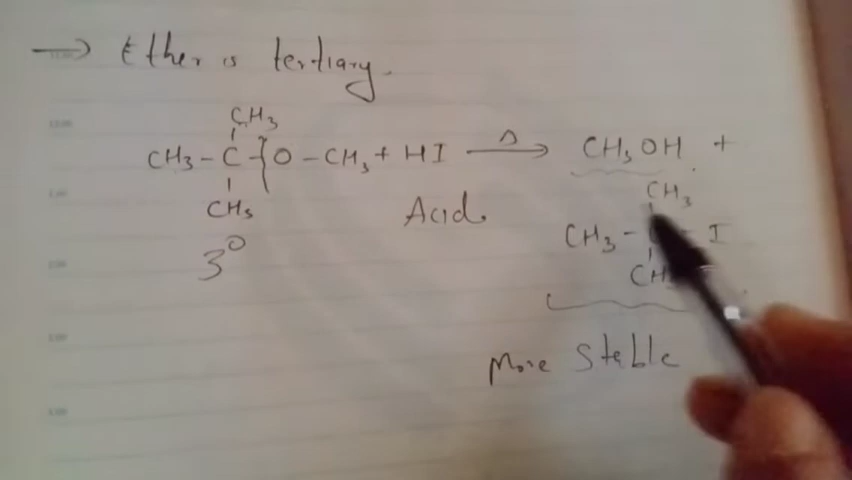 → Ether is tertiary.
CH3
CH3 - C - O - CH3 + HI →Δ CH3OH +
CH3
CH3
CH3 - I
Acid.
3°
More Stable